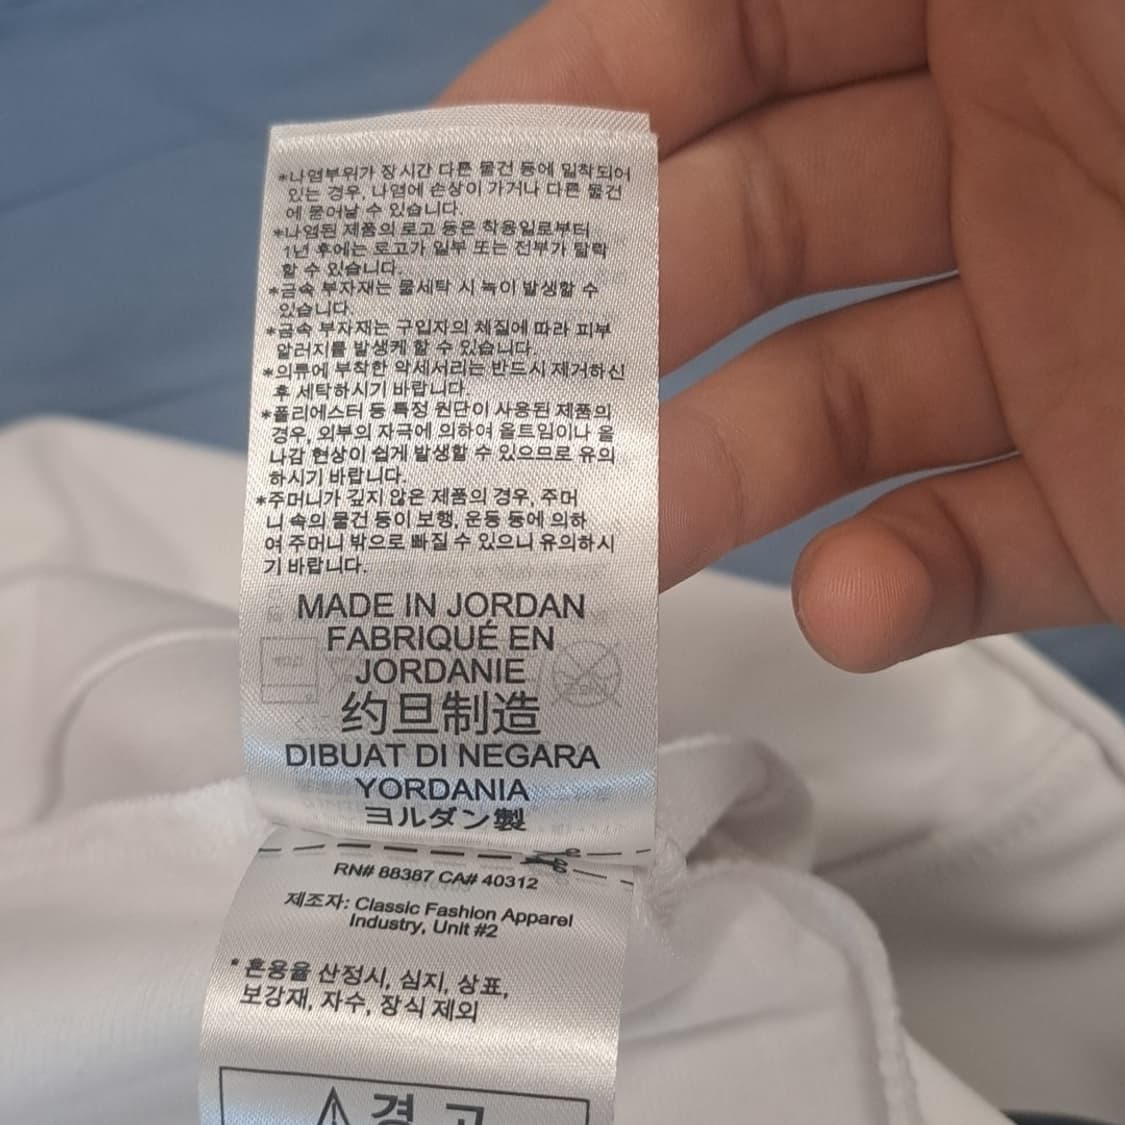 *나염부위가 장시간 다른 물건 등에 밀착되어
있는 경우, 나염에 손상이 가거나 다른 물건
에 묻어날 수 있습니다.
*나염된 제품의 로고 등은 착용일로부터
1년 후에는 로고가 일부 또는 전부가 탈락
할 수 있습니다.
*금속 부자재는 물세탁 시 녹이 발생할 수
있습니다.
*금속 부자재는 구입자의 체질에 따라 피부
알러지를 발생케 할 수 있습니다.
*의류에 부착한 악세서리는 반드시 제거하신
후 세탁하시기 바랍니다.
*폴리에스터 등 특정 원단이 사용된 제품의
경우, 외부의 자극에 의하여 올트임이나 올
나감 현상이 쉽게 발생할 수 있으므로 유의
하시기 바랍니다.
*주머니가 깊지 않은 제품의 경우, 주머
니 속의 물건 등이 보행, 운동 등에 의하
여 주머니 밖으로 빠질 수 있으니 유의하시
기 바랍니다.
MADE IN JORDAN
FABRIQUÉ EN
JORDANIE
约旦制造
DIBUAT DI NEGARA
YORDANIA
ヨルダン製
RN# 88387 CA# 40312
제조자: Classic Fashion Apparel
Industry, Unit #2
*혼용율 산정시, 심지, 상표,
보강재, 자수, 장식 제외
경고